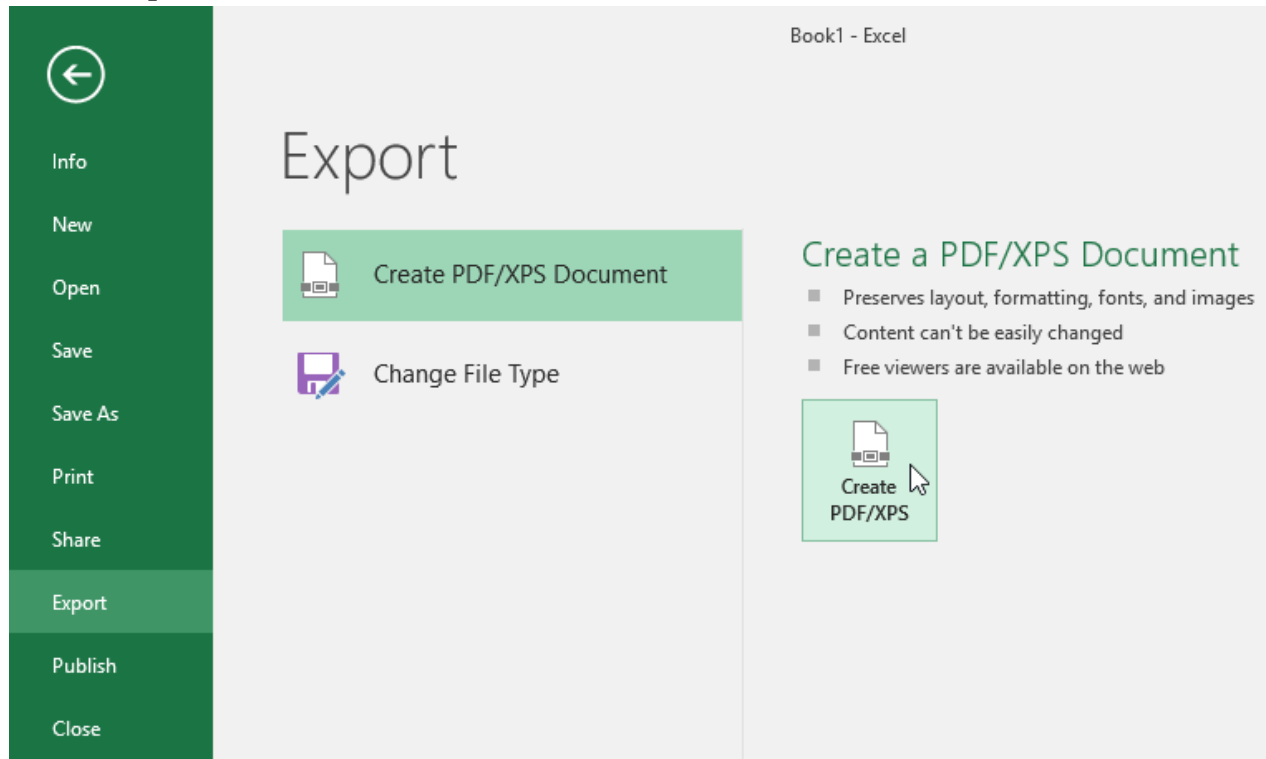 Book1 - Excel
Info
New
Open
Save
Save As
Print
Share
Export
Publish
Close
Export
Create PDF/XPS Document
Change File Type
Create a PDF/XPS Document
Preserves layout, formatting, fonts, and images
Content can't be easily changed
Free viewers are available on the web
Create
PDF/XPS